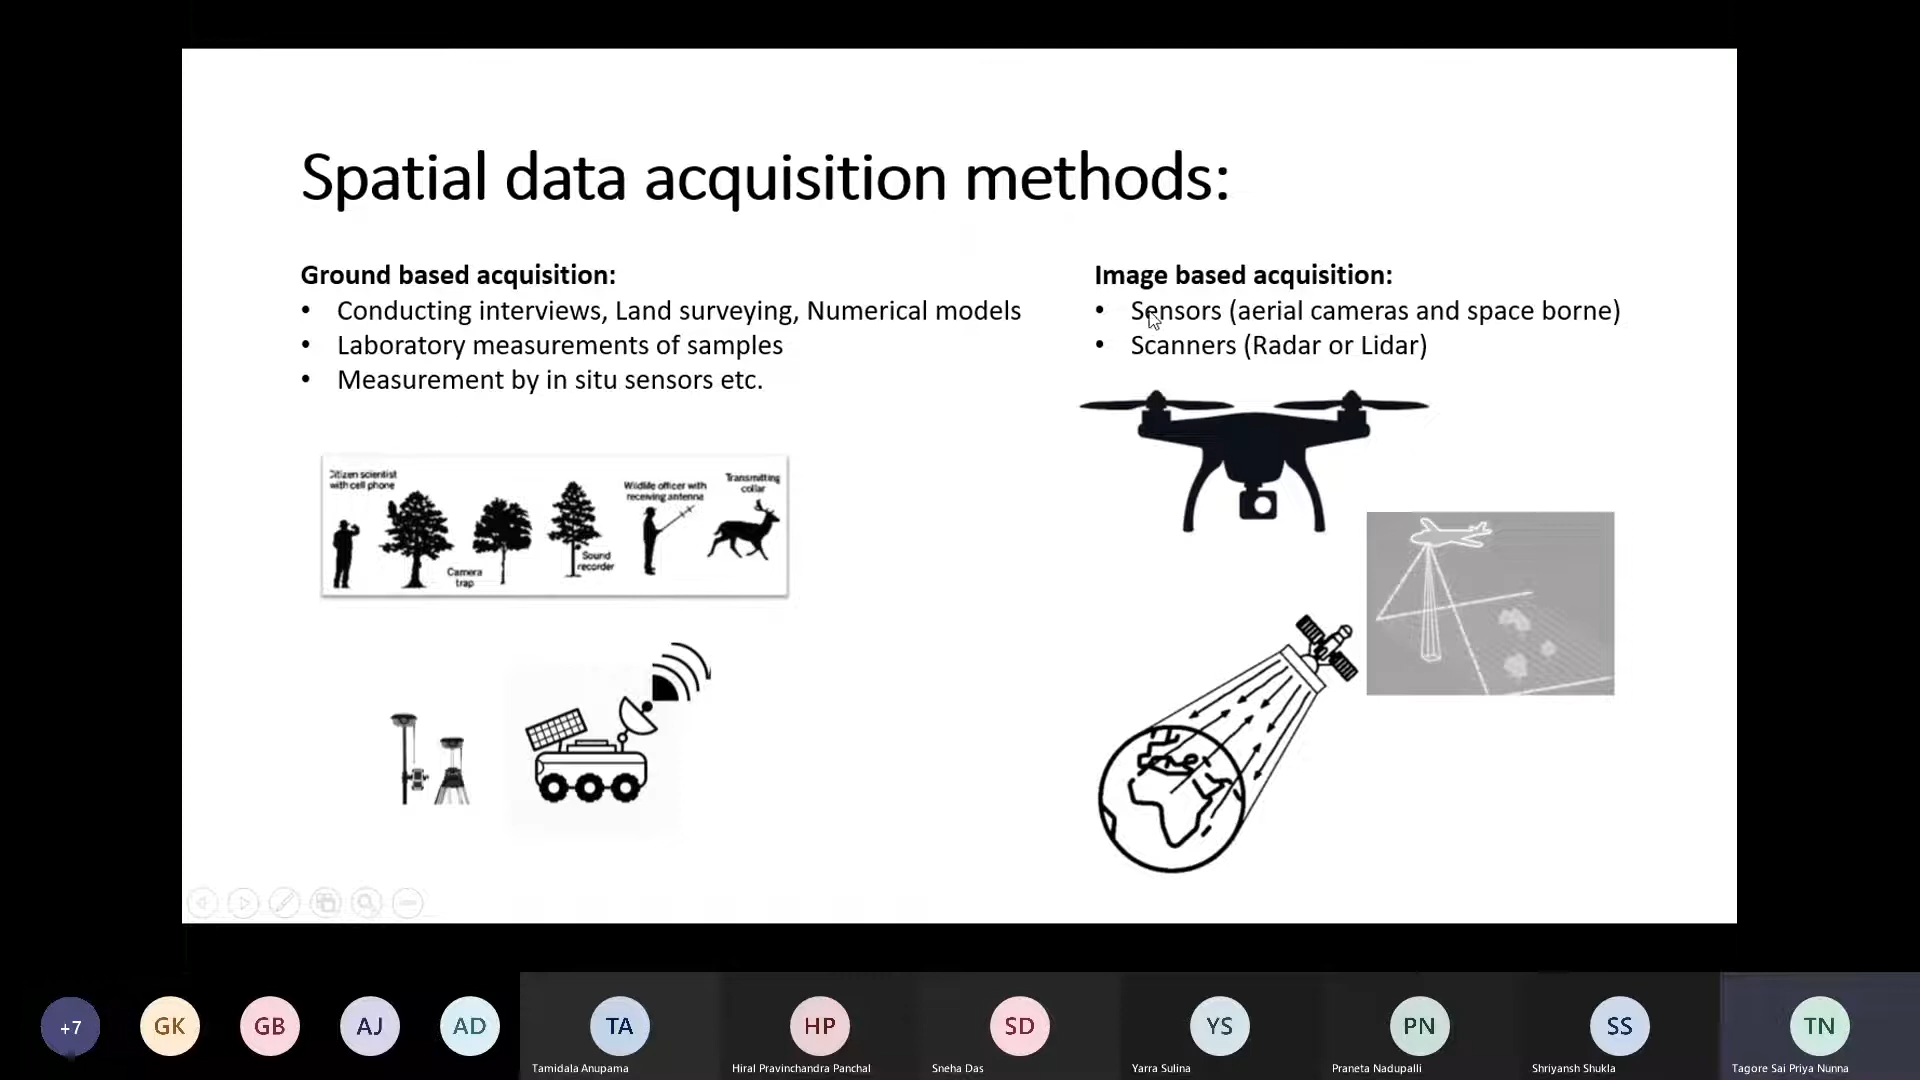 Spatial data acquisition methods:
Ground based acquisition:
• Conducting interviews, Land surveying, Numerical models
• Laboratory measurements of samples
• Measurement by in situ sensors etc.
Image based acquisition:
• Sensors (aerial cameras and space borne)
• Scanners (Radar or Lidar)
Citizen scientist
with cell phone
Camera
trap
Sound
recorder
Wildlife officer with
receiving antenna
Transmitting
collar
+7
GK
GB
AJ
AD
TA
HP
SD
YS
PN
SS
TN
Tamidala Anupama
Hiral Pravinchandra Panchal
Sneha Das
Yarra Sulina
Praneta Nadupalli
Shriyansh Shukla
Tagore Sai Priya Nunna